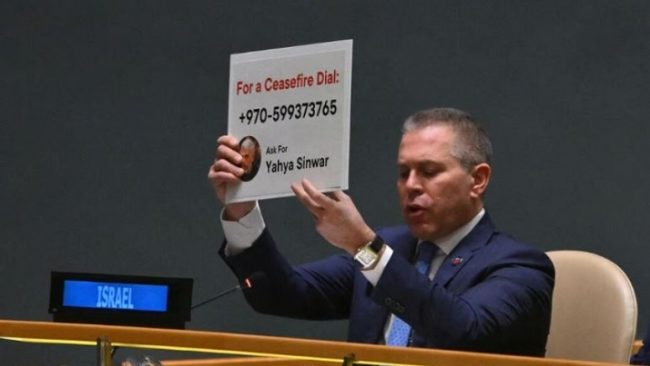 For a Ceasefire Dial:
+970-599373765
Ask For
Yahya Sinwar
ISRAEL